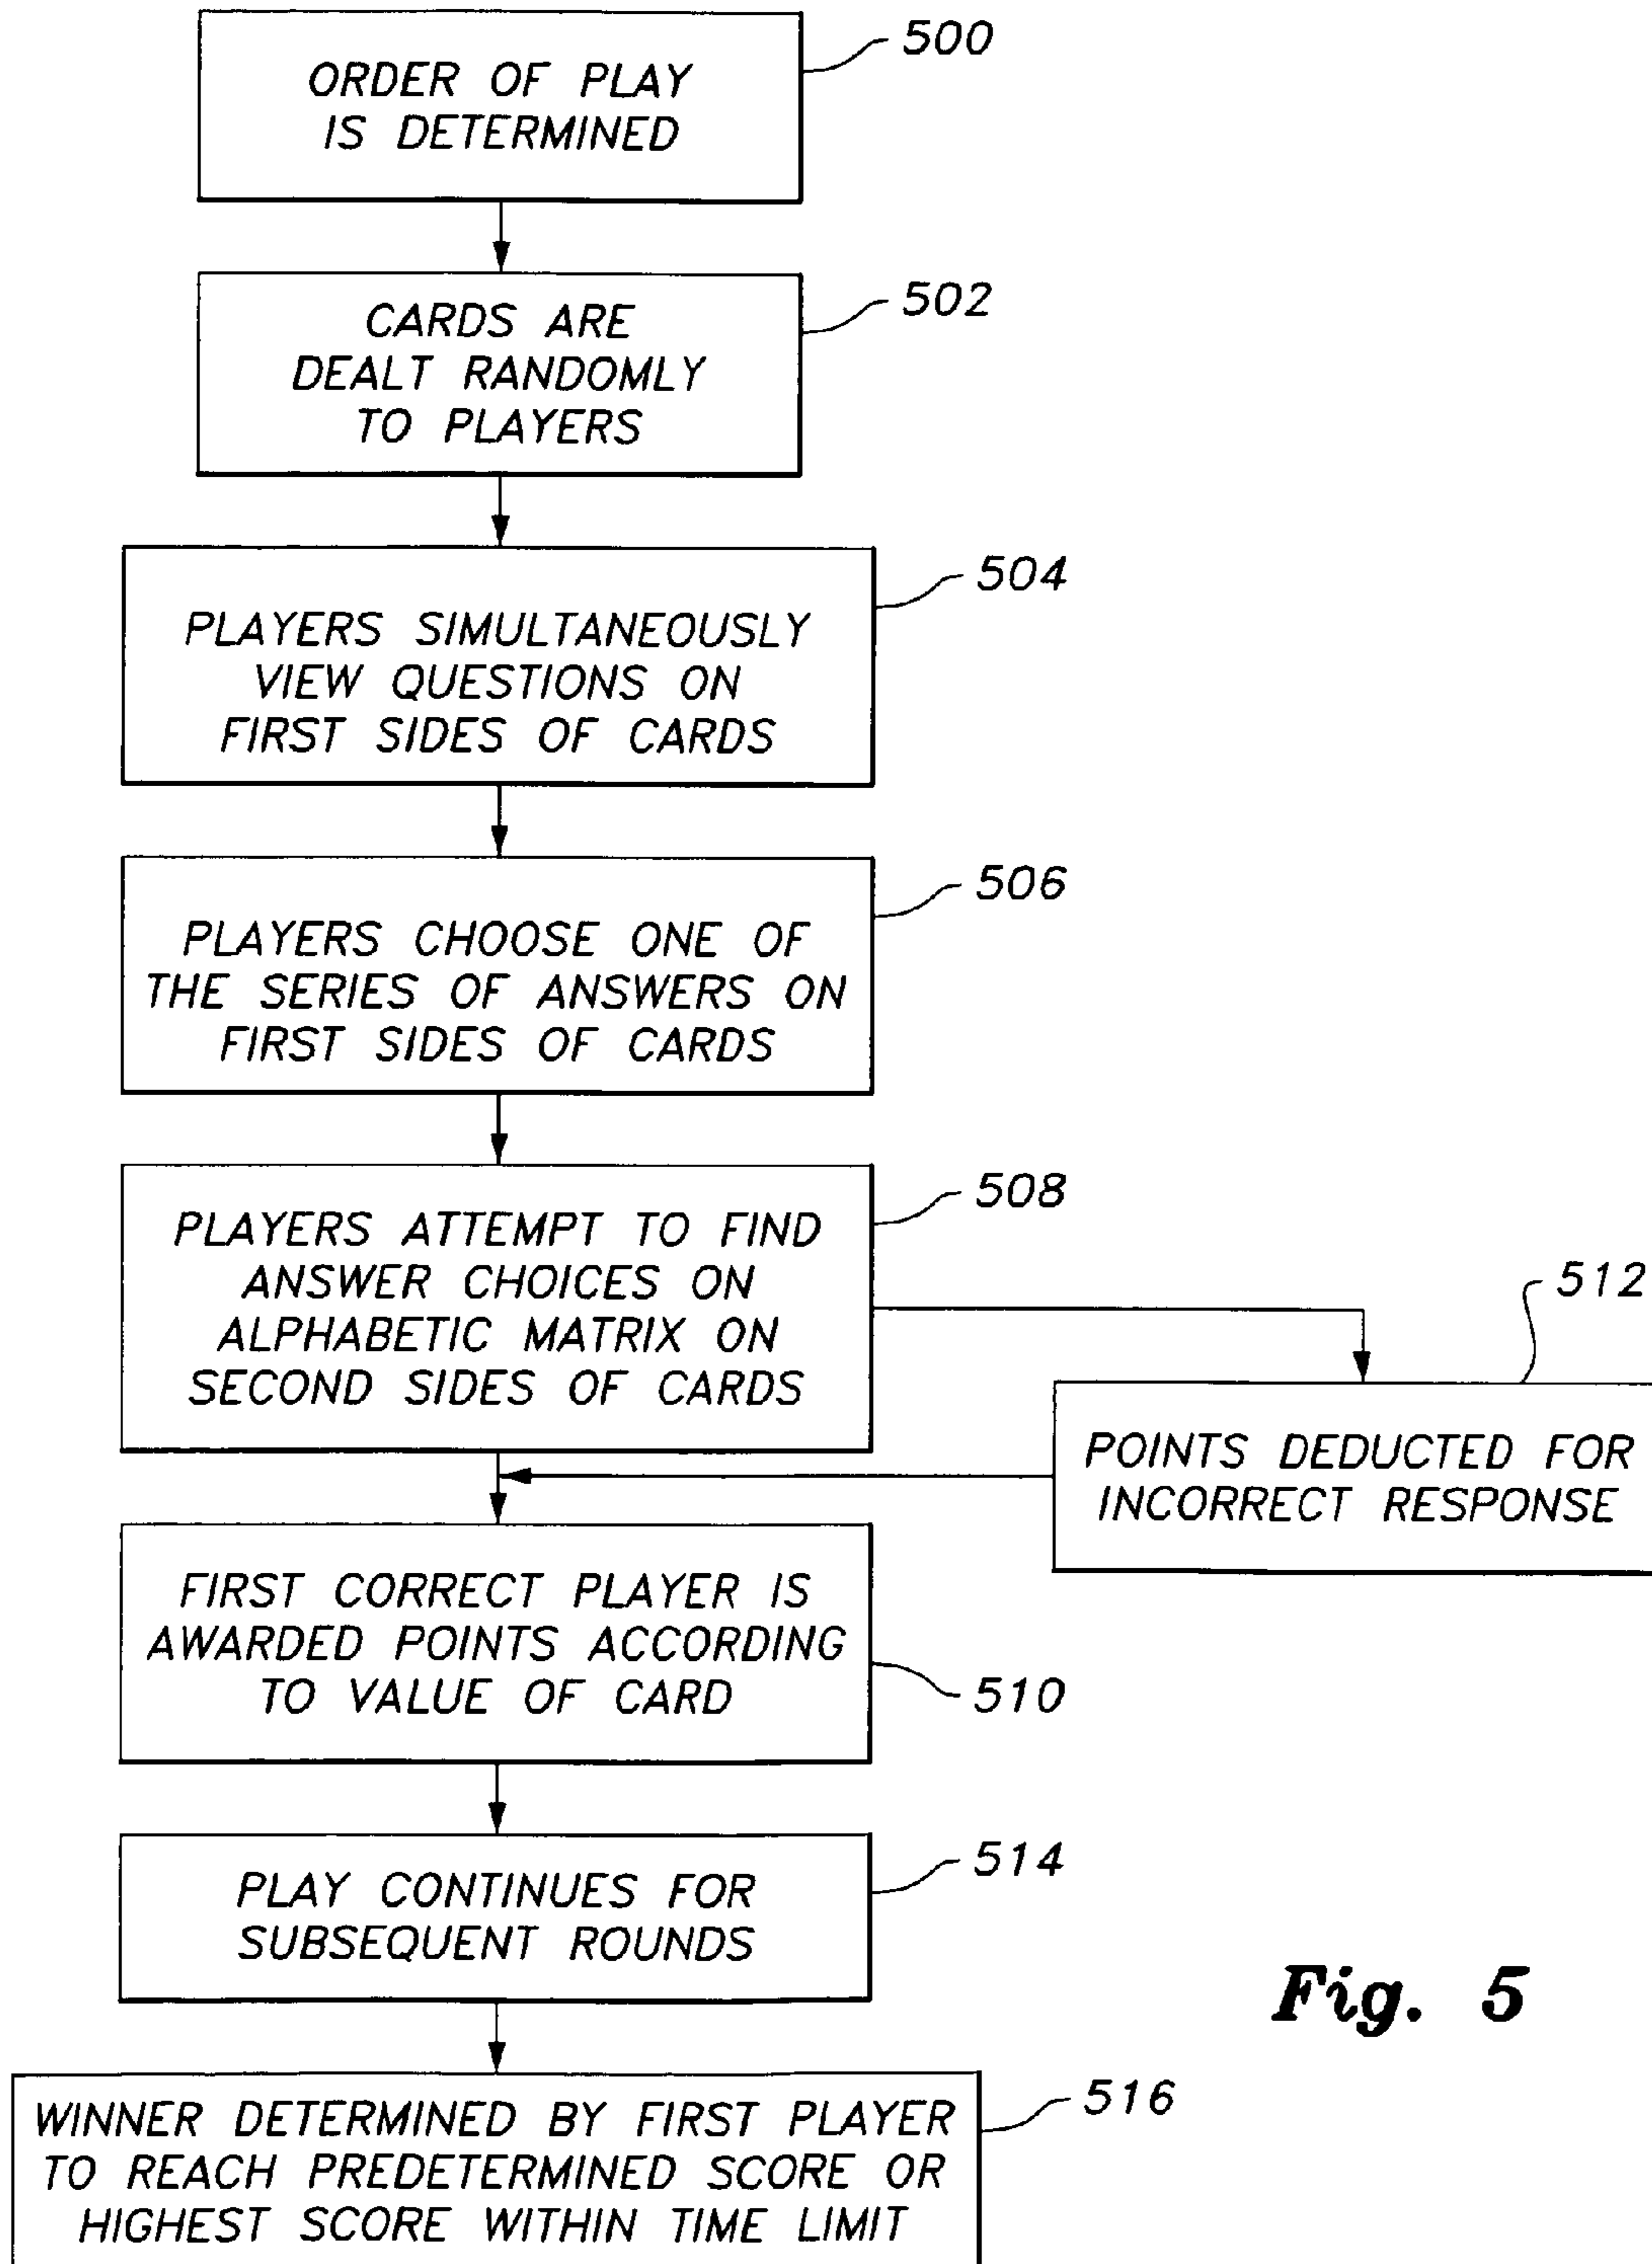 500
ORDER OF PLAY
IS DETERMINED
502
CARDS ARE
DEALT RANDOMLY
TO PLAYERS
504
PLAYERS SIMULTANEOUSLY
VIEW QUESTIONS ON
FIRST SIDES OF CARDS
506
PLAYERS CHOOSE ONE OF
THE SERIES OF ANSWERS ON
FIRST SIDES OF CARDS
508
PLAYERS ATTEMPT TO FIND
ANSWER CHOICES ON
ALPHABETIC MATRIX ON
SECOND SIDES OF CARDS
512
POINTS DEDUCTED FOR
INCORRECT RESPONSE
FIRST CORRECT PLAYER IS
AWARDED POINTS ACCORDING
TO VALUE OF CARD
510
514
PLAY CONTINUES FOR
SUBSEQUENT ROUNDS
Fig. 5
516
WINNER DETERMINED BY FIRST PLAYER
TO REACH PREDETERMINED SCORE OR
HIGHEST SCORE WITHIN TIME LIMIT